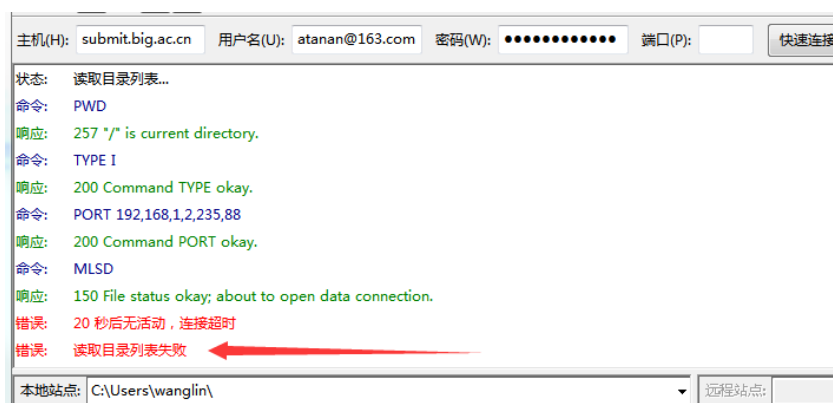 主机(H): submit.big.ac.cn 用户名(U): atanan@163.com 密码(W): ●●●●●●●●●●●● 端口(P): 快速连接
状态: 读取目录列表...
命令: PWD
响应: 257 "/" is current directory.
命令: TYPE I
响应: 200 Command TYPE okay.
命令: PORT 192,168,1,2,235,88
响应: 200 Command PORT okay.
命令: MLSD
响应: 150 File status okay; about to open data connection.
错误: 20 秒后无活动，连接超时
错误: 读取目录列表失败
本地站点: C:\Users\wanglin\ 远程站点: